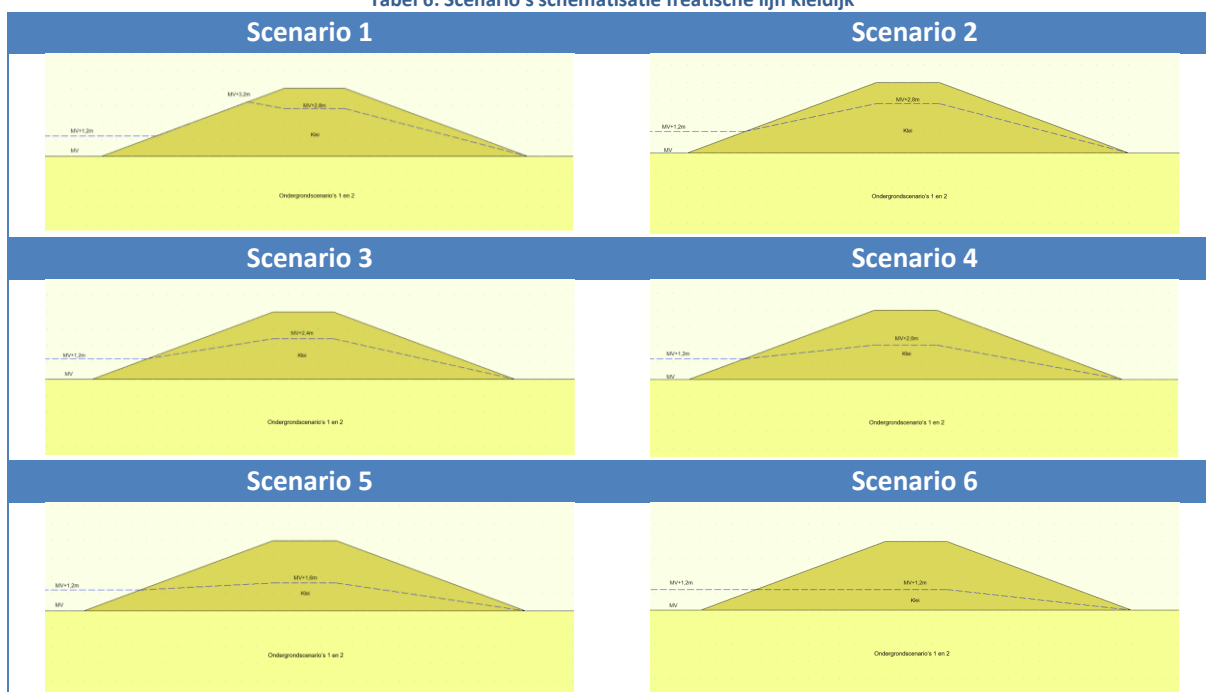 Tabel 6: Scenario's schematisatie freatische lijn kleidijk
Scenario 1
Scenario 2
MV+3,2m
MV+2,8m
MV+1,2m
Klei
MV
Ondergrondscenario's 1 en 2
MV+2,8m
MV+1,2m
Klei
MV
Ondergrondscenario's 1 en 2
Scenario 3
Scenario 4
MV+2,4m
MV+1,2m
Klei
MV
Ondergrondscenario's 1 en 2
MV+2,0m
MV+1,2m
Klei
MV
Ondergrondscenario's 1 en 2
Scenario 5
Scenario 6
MV+1,6m
MV+1,2m
Klei
MV
Ondergrondscenario's 1 en 2
MV+1,2m
MV+1,2m
Klei
MV
Ondergrondscenario's 1 en 2